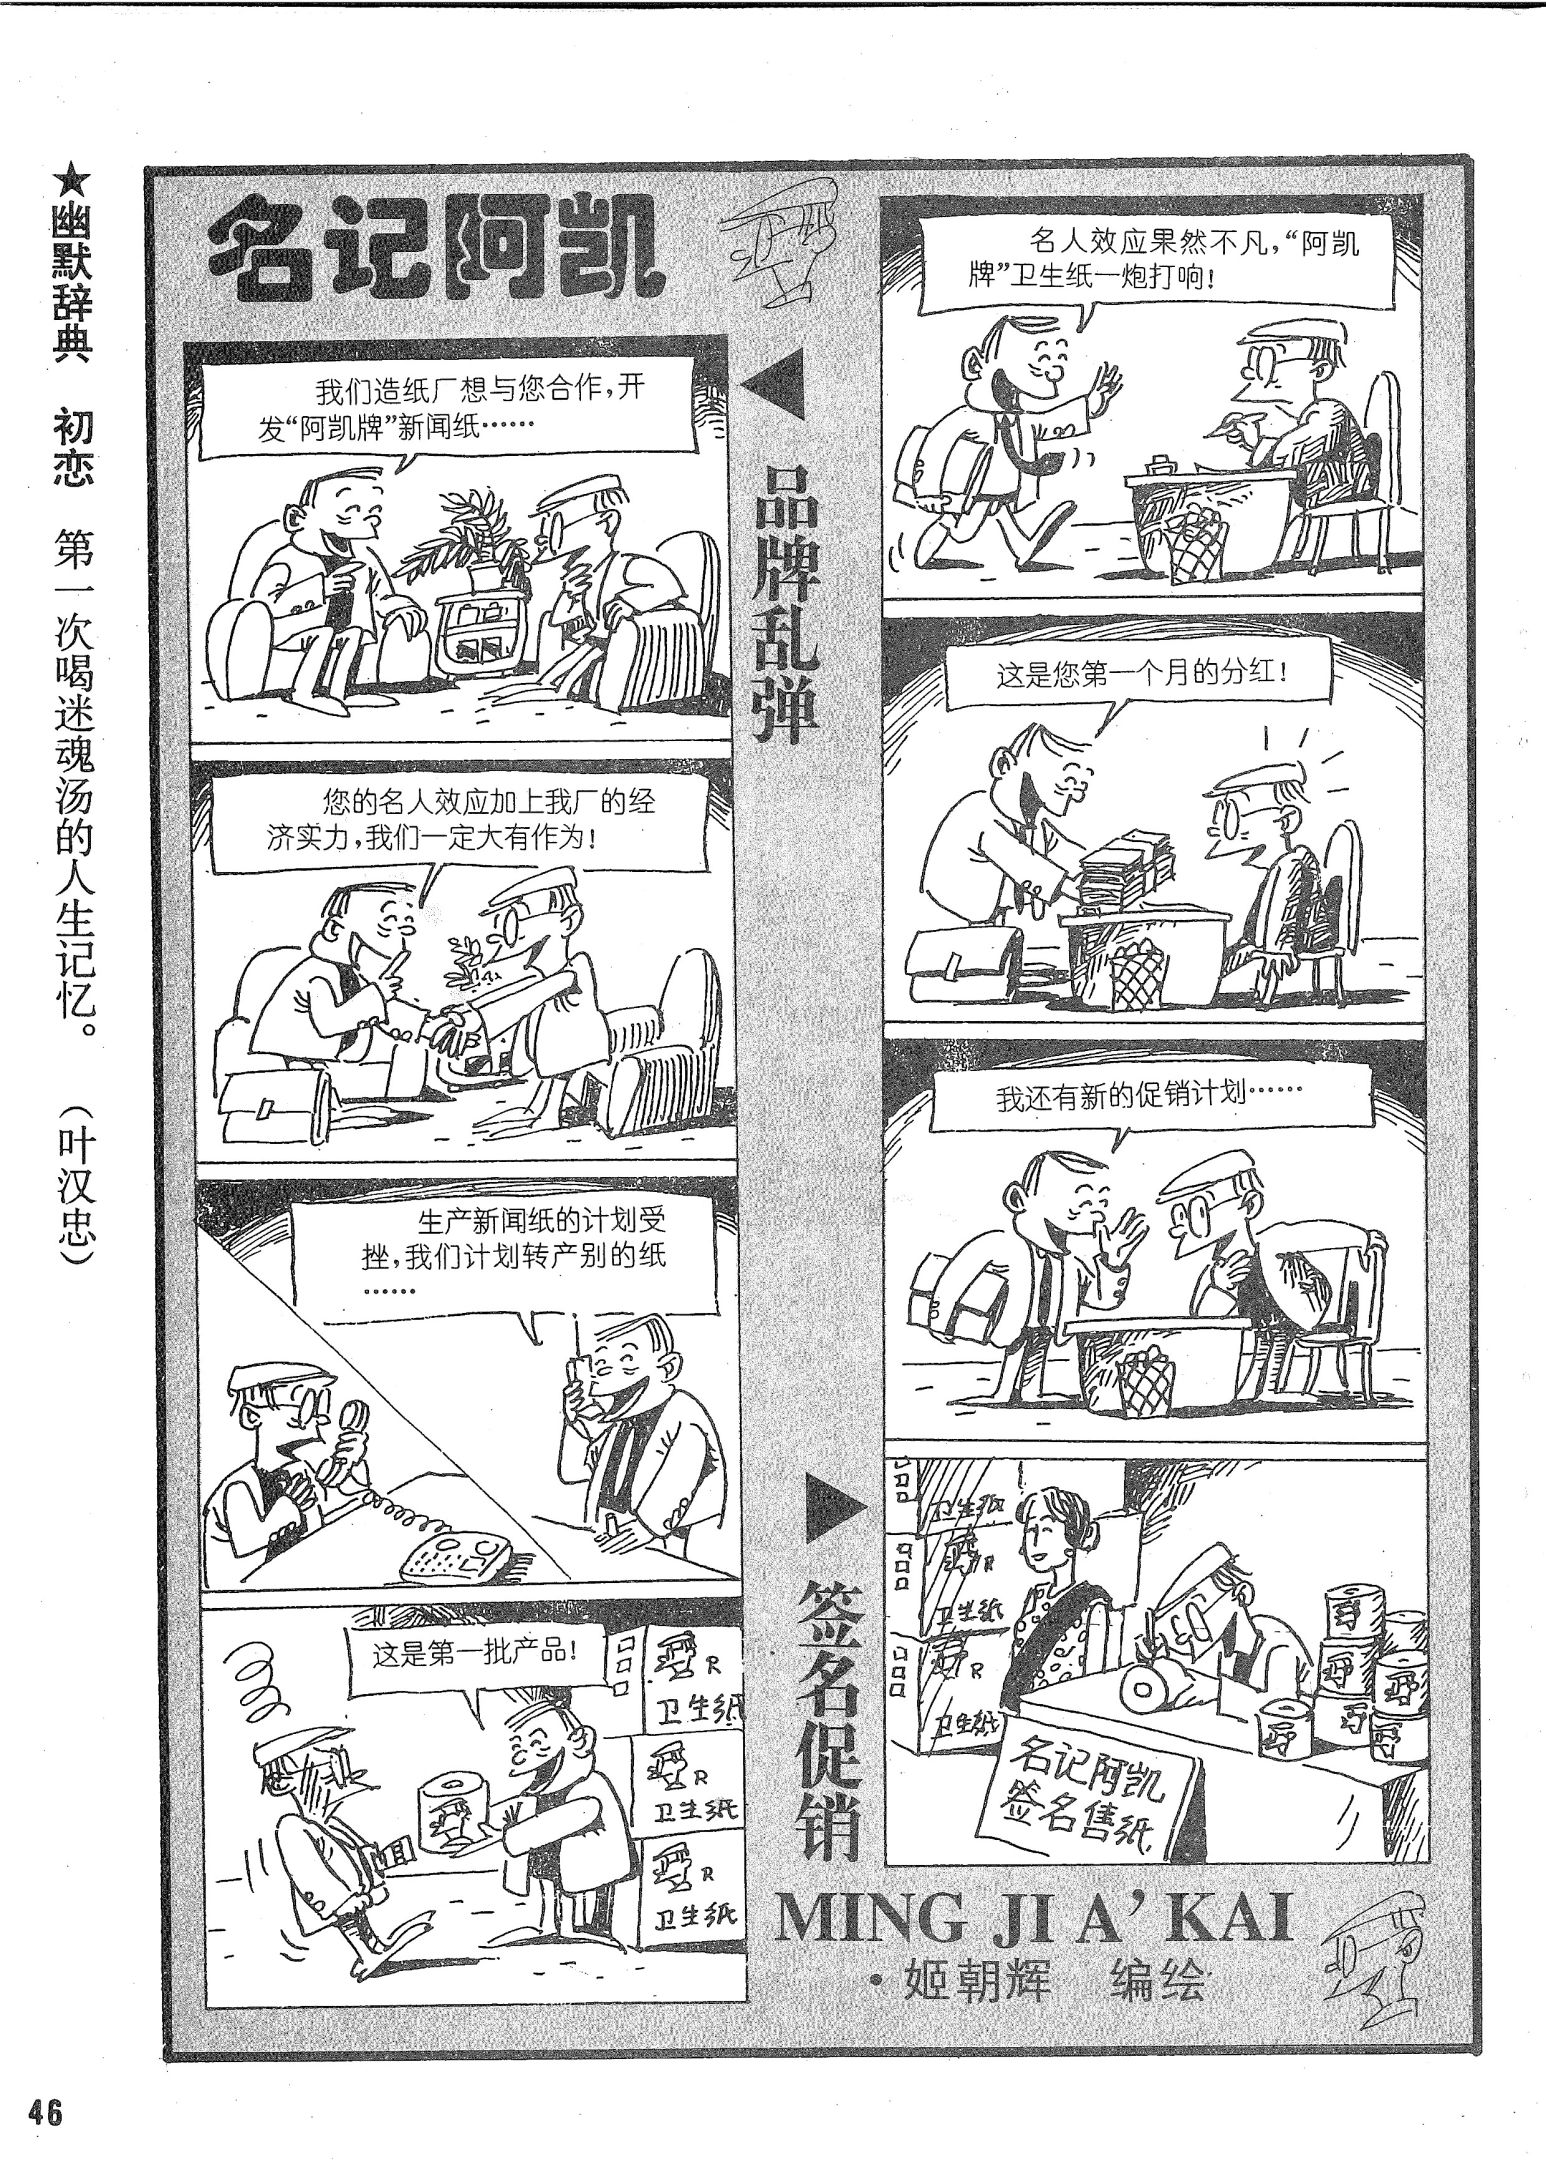 ★幽默辞典　初恋　第一次喝迷魂汤的人生记忆。　（叶汉忠）
名记阿凯
品牌乱弹
我们造纸厂想与您合作，开
发“阿凯牌”新闻纸……
您的名人效应加上我厂的经
济实力，我们一定大有作为！
生产新闻纸的计划受
挫，我们计划转产别的纸
……
这是第一批产品！
R
卫生纸
R
卫生纸
R
卫生纸
签名促销
名人效应果然不凡，“阿凯
牌”卫生纸一炮打响！
这是您第一个月的分红！
我还有新的促销计划……
卫生纸
R
卫生纸
R
卫生纸
名记阿凯
签名售纸
MING JI A’ KAI
·姬朝辉　编绘
46